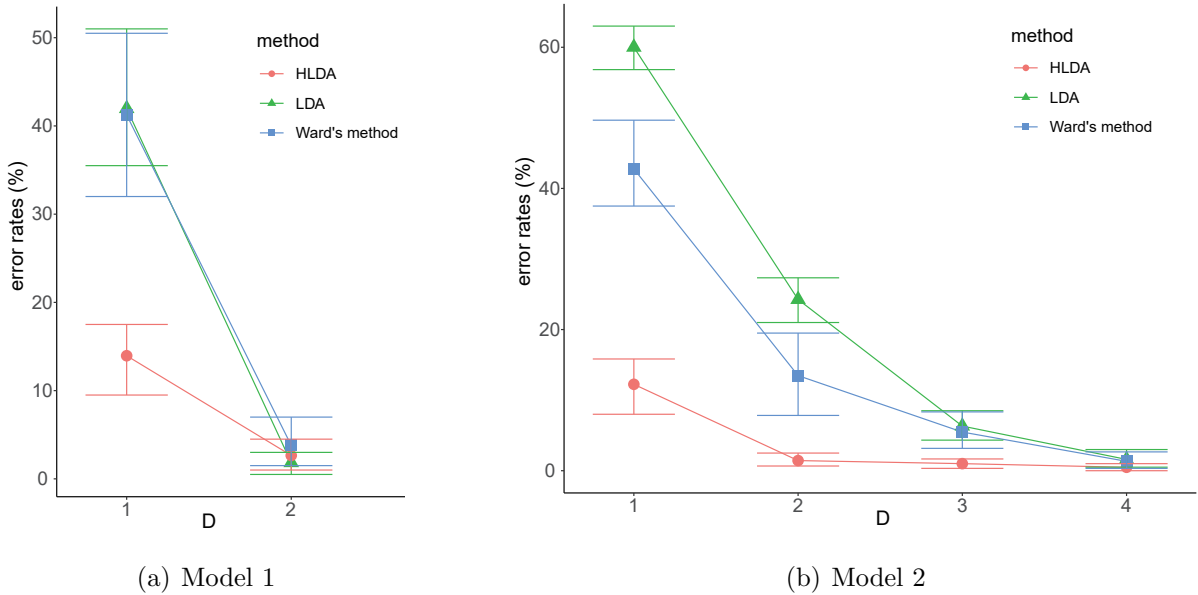 error rates (%)
50
40
30
20
10
0
method
HLDA
LDA
Ward's method
1
2
D
(a) Model 1
error rates (%)
60
40
20
0
method
HLDA
LDA
Ward's method
1
2
3
4
D
(b) Model 2